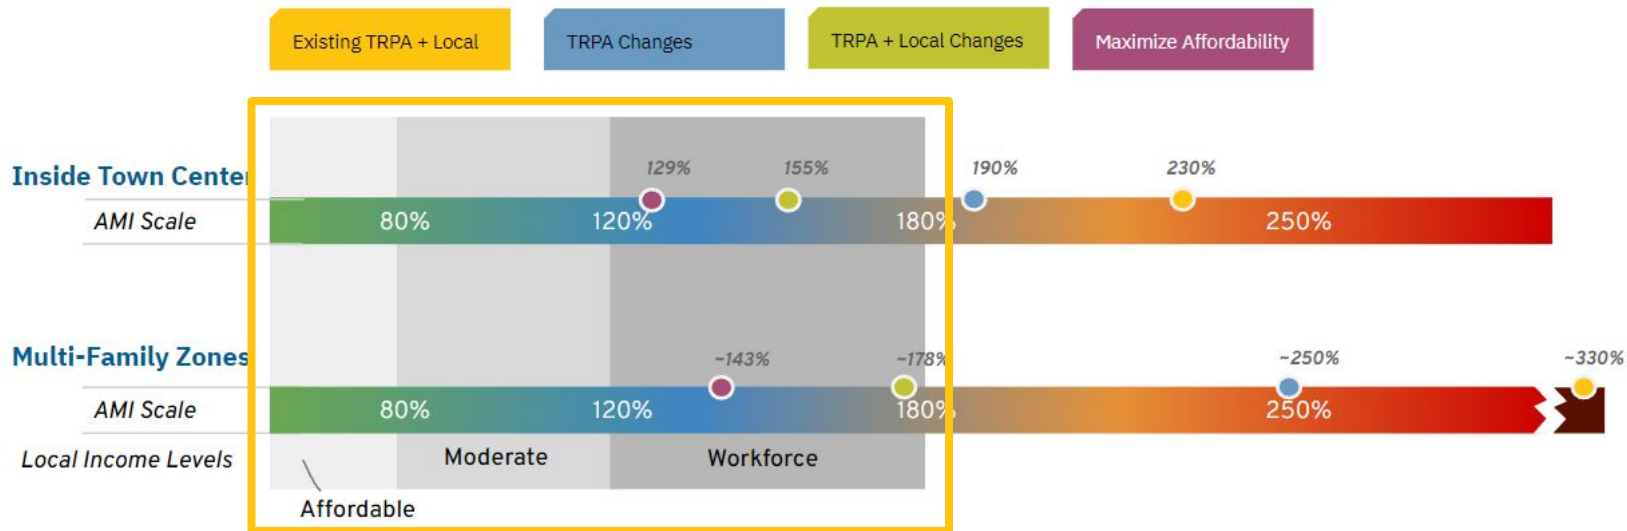 Existing TRPA + Local
TRPA Changes
TRPA + Local Changes
Maximize Affordability
Inside Town Center
129%
155%
190%
230%
AMI Scale
80%
120%
180%
250%
Multi-Family Zones
~143%
~178%
~250%
~330%
AMI Scale
80%
120%
180%
250%
Local Income Levels
Moderate
Workforce
Affordable